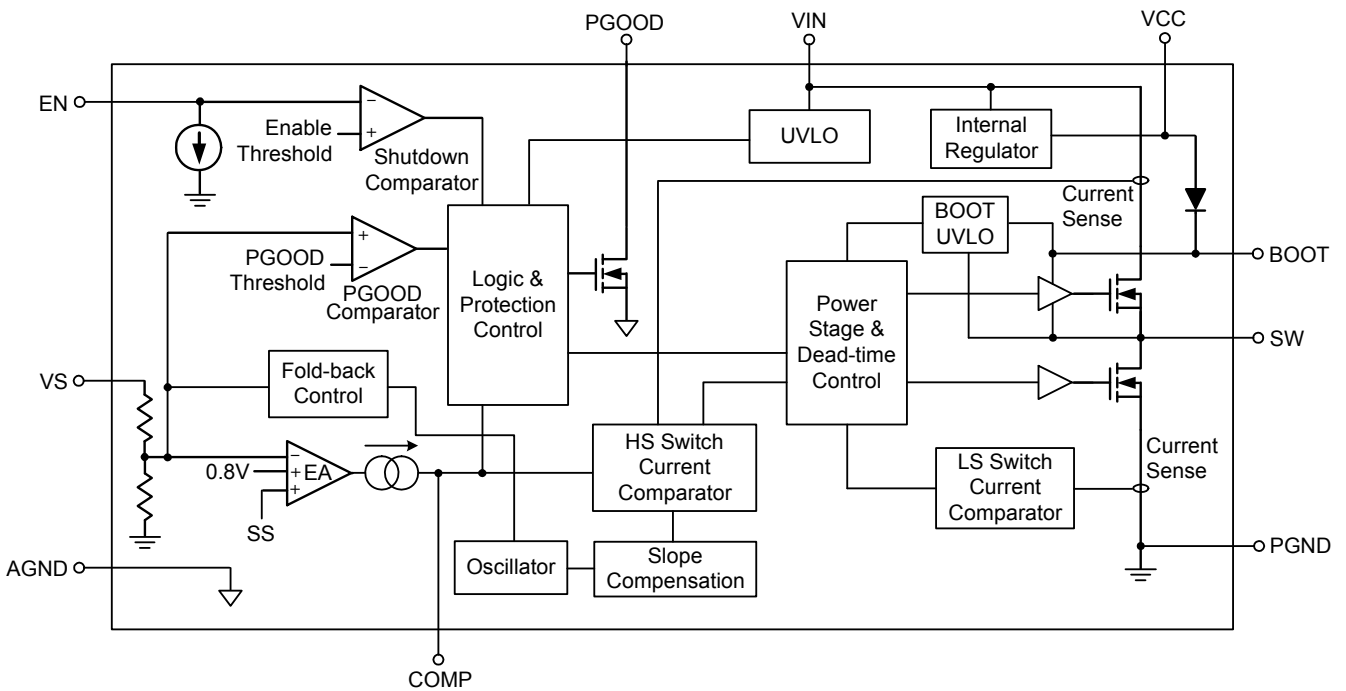 PGOOD
VIN
VCC
EN
−
+
Enable
Threshold
Shutdown
Comparator
UVLO
Internal
Regulator
Current
Sense
BOOT
UVLO
BOOT
+
−
PGOOD
Threshold
PGOOD
Comparator
Logic &
Protection
Control
Power
Stage &
Dead-time
Control
SW
VS
Fold-back
Control
HS Switch
Current
Comparator
LS Switch
Current
Comparator
Current
Sense
−
0.8V
+
EA
+
SS
Oscillator
Slope
Compensation
PGND
AGND
COMP